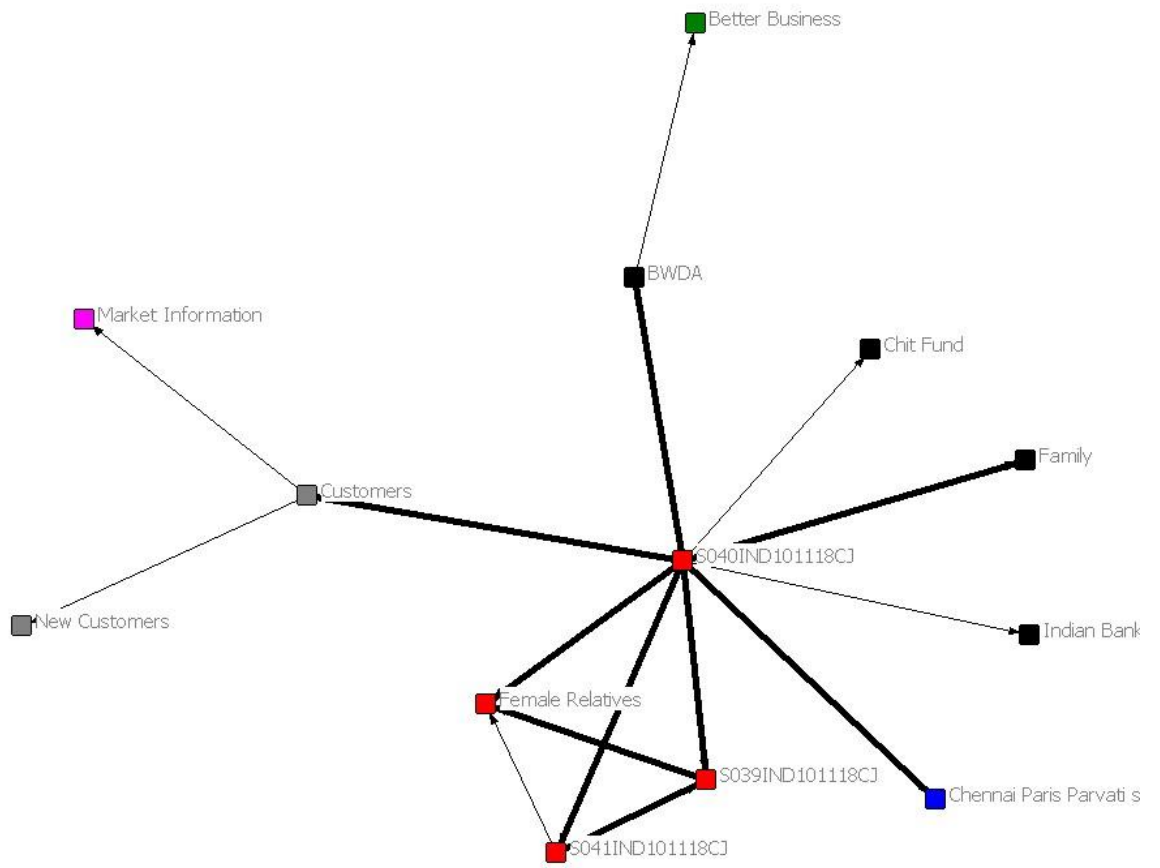 Better Business
BWDA
Market Information
Chit Fund
Family
Customers
S040IND101118CJ
New Customers
Indian Bank
Female Relatives
S039IND101118CJ
Chennai Paris Parvati s
S041IND101118CJ